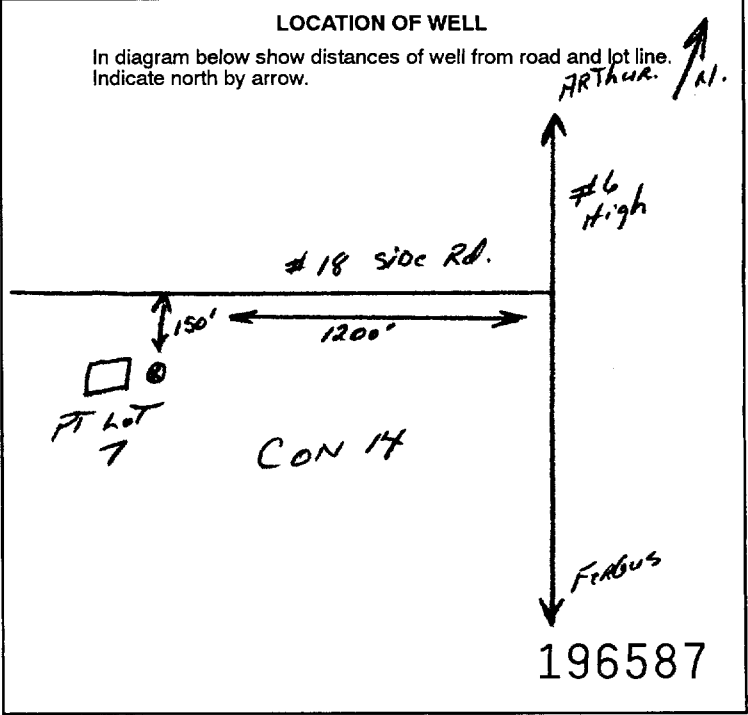 LOCATION OF WELL
In diagram below show distances of well from road and lot line.
Indicate north by arrow.
ARThur.
N.
#6
High
# 18 SiDe Rd.
150'
1200'
PT LoT
7
CON 14
FERGUS
196587